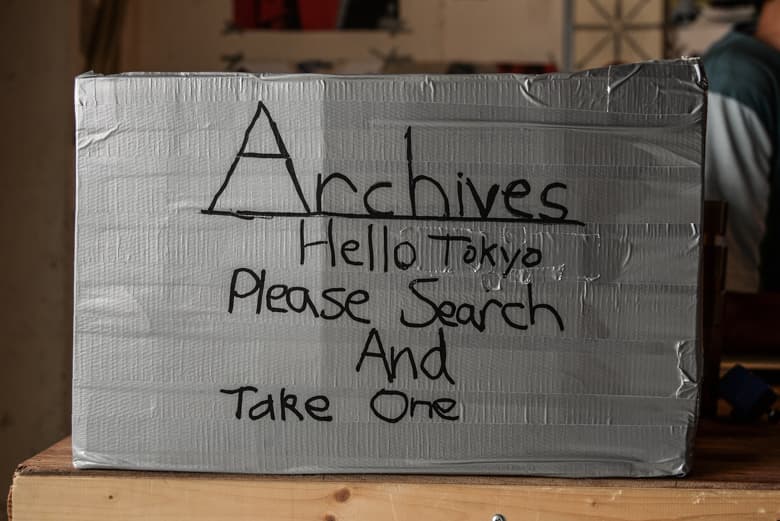 Archives
Hello Tokyo
Please Search
And
Take One